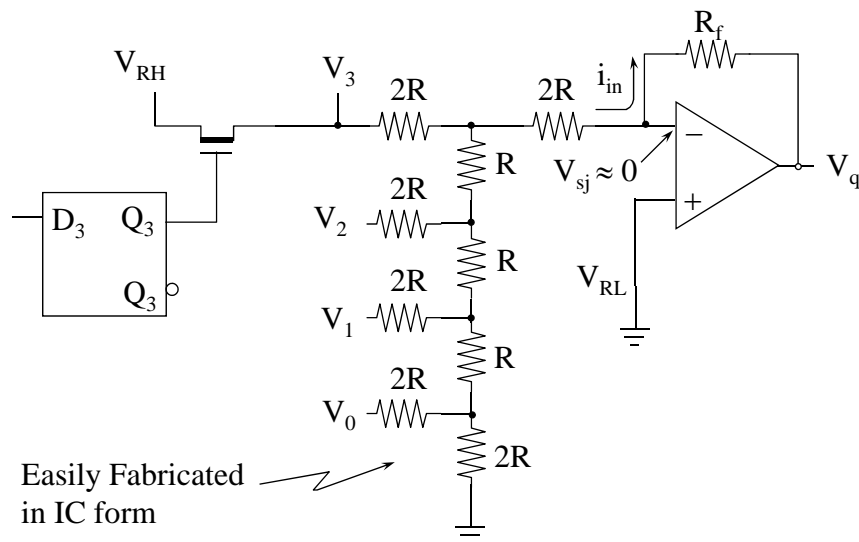 R_f
V_RH
V_3
2R
2R
i_in
V_sj ≈ 0
−
+
V_q
R
2R
V_2
D_3
Q_3
R
V_RL
2R
V_1
Q_3
R
2R
V_0
2R
Easily Fabricated
in IC form